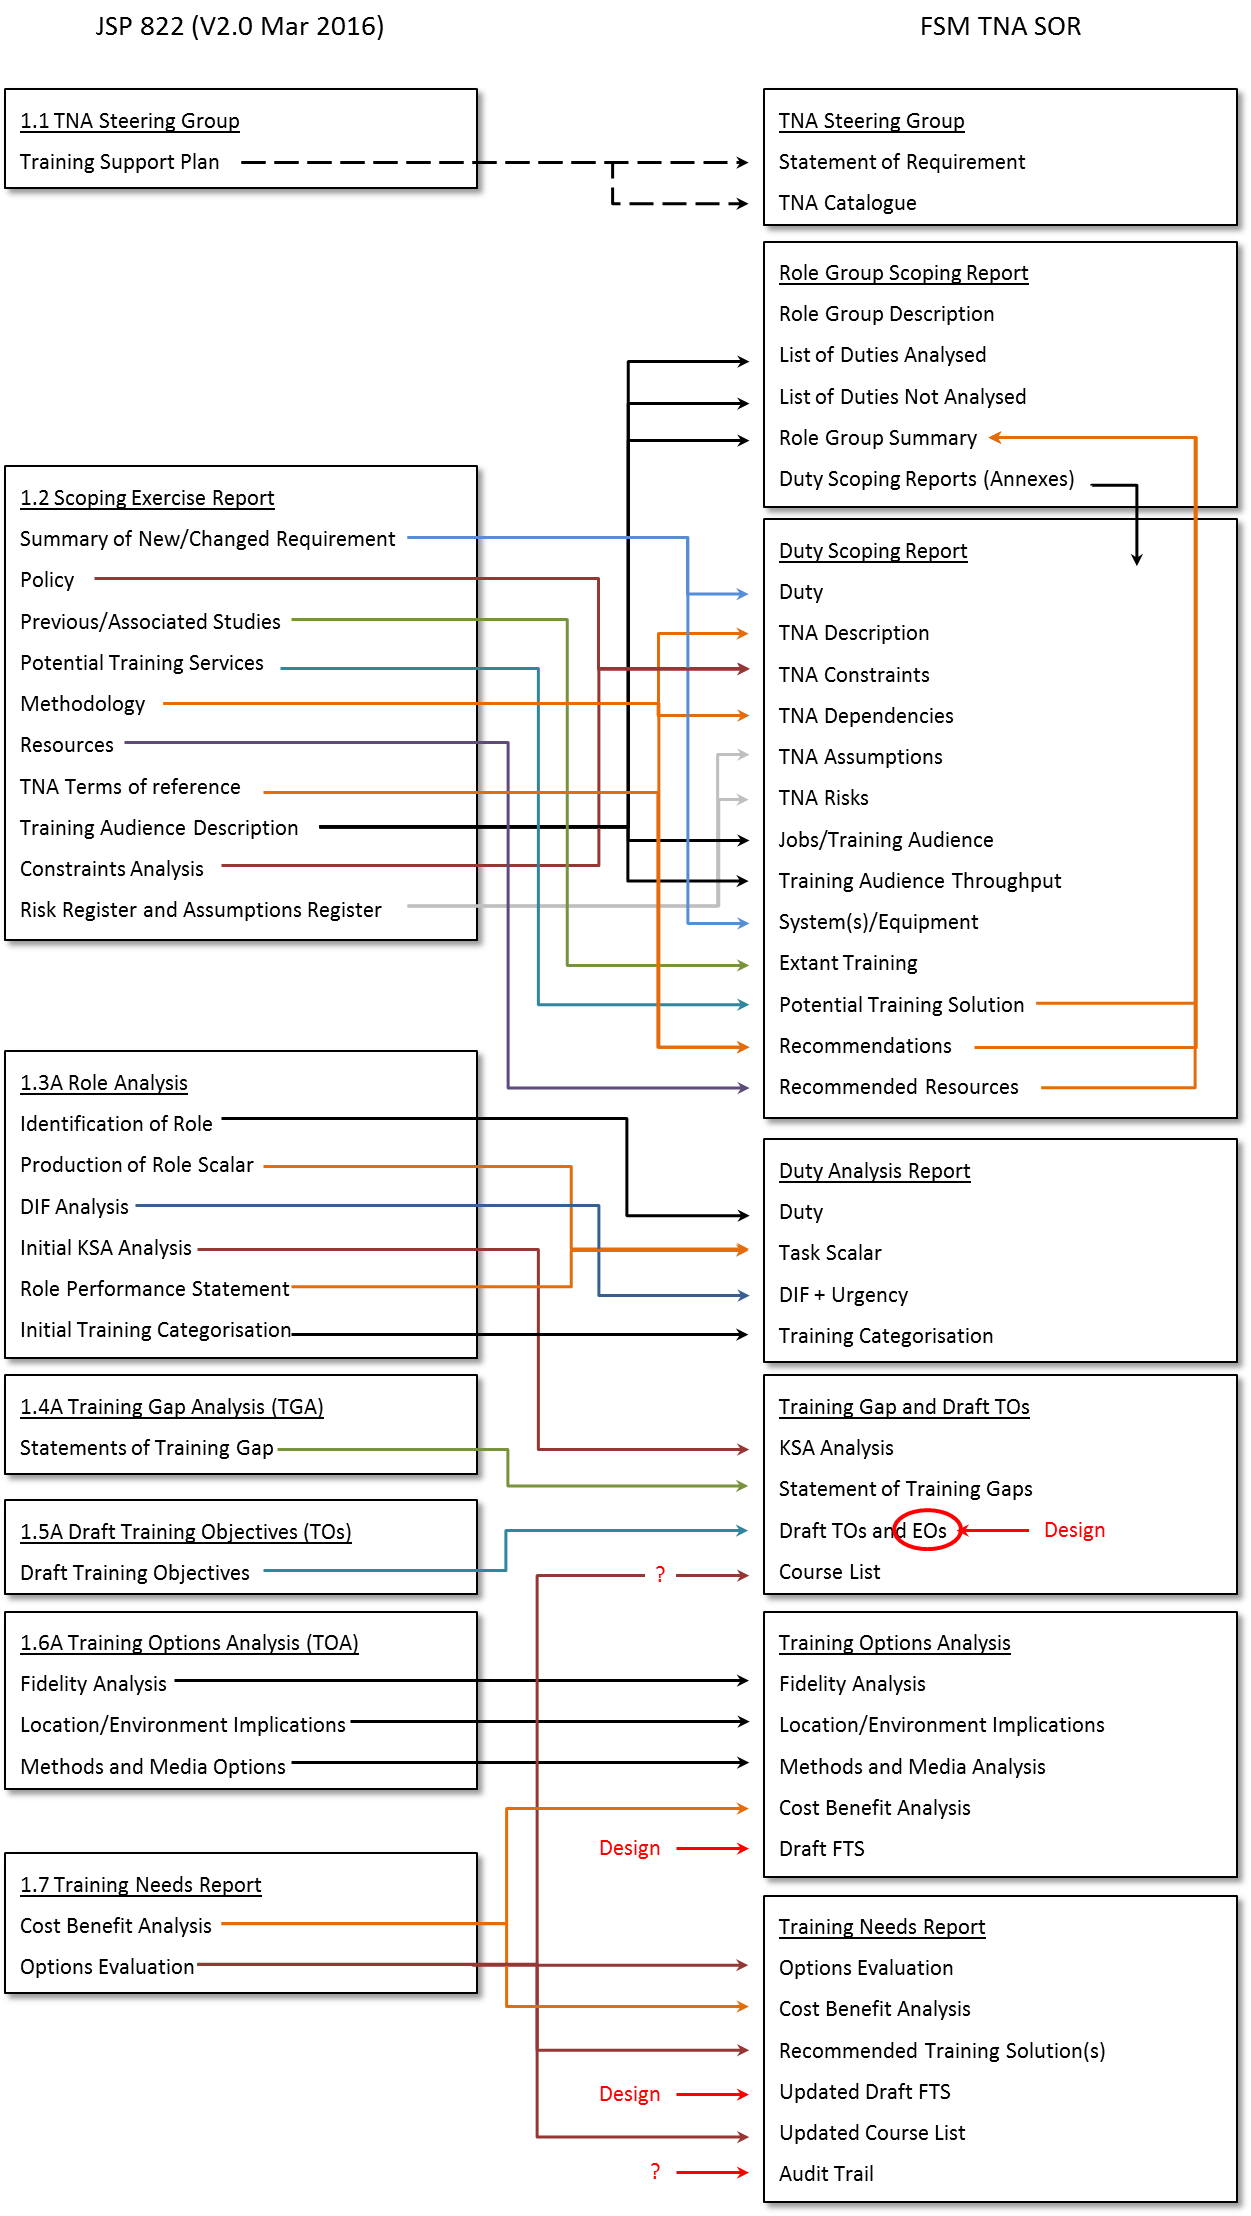 JSP 822 (V2.0 Mar 2016)
FSM TNA SOR
1.1 TNA Steering Group
Training Support Plan
TNA Steering Group
Statement of Requirement
TNA Catalogue
Role Group Scoping Report
Role Group Description
List of Duties Analysed
List of Duties Not Analysed
Role Group Summary
Duty Scoping Reports (Annexes)
1.2 Scoping Exercise Report
Summary of New/Changed Requirement
Policy
Previous/Associated Studies
Potential Training Services
Methodology
Resources
TNA Terms of reference
Training Audience Description
Constraints Analysis
Risk Register and Assumptions Register
Duty Scoping Report
Duty
TNA Description
TNA Constraints
TNA Dependencies
TNA Assumptions
TNA Risks
Jobs/Training Audience
Training Audience Throughput
System(s)/Equipment
Extant Training
Potential Training Solution
Recommendations
Recommended Resources
1.3A Role Analysis
Identification of Role
Production of Role Scalar
DIF Analysis
Initial KSA Analysis
Role Performance Statement
Initial Training Categorisation
Duty Analysis Report
Duty
Task Scalar
DIF + Urgency
Training Categorisation
1.4A Training Gap Analysis (TGA)
Statements of Training Gap
1.5A Draft Training Objectives (TOs)
Draft Training Objectives
Training Gap and Draft TOs
KSA Analysis
Statement of Training Gaps
Draft TOs and EOs
Design
?
Course List
1.6A Training Options Analysis (TOA)
Fidelity Analysis
Location/Environment Implications
Methods and Media Options
Training Options Analysis
Fidelity Analysis
Location/Environment Implications
Methods and Media Analysis
Cost Benefit Analysis
Design
Draft FTS
1.7 Training Needs Report
Cost Benefit Analysis
Options Evaluation
Training Needs Report
Options Evaluation
Cost Benefit Analysis
Recommended Training Solution(s)
Design
Updated Draft FTS
Updated Course List
?
Audit Trail